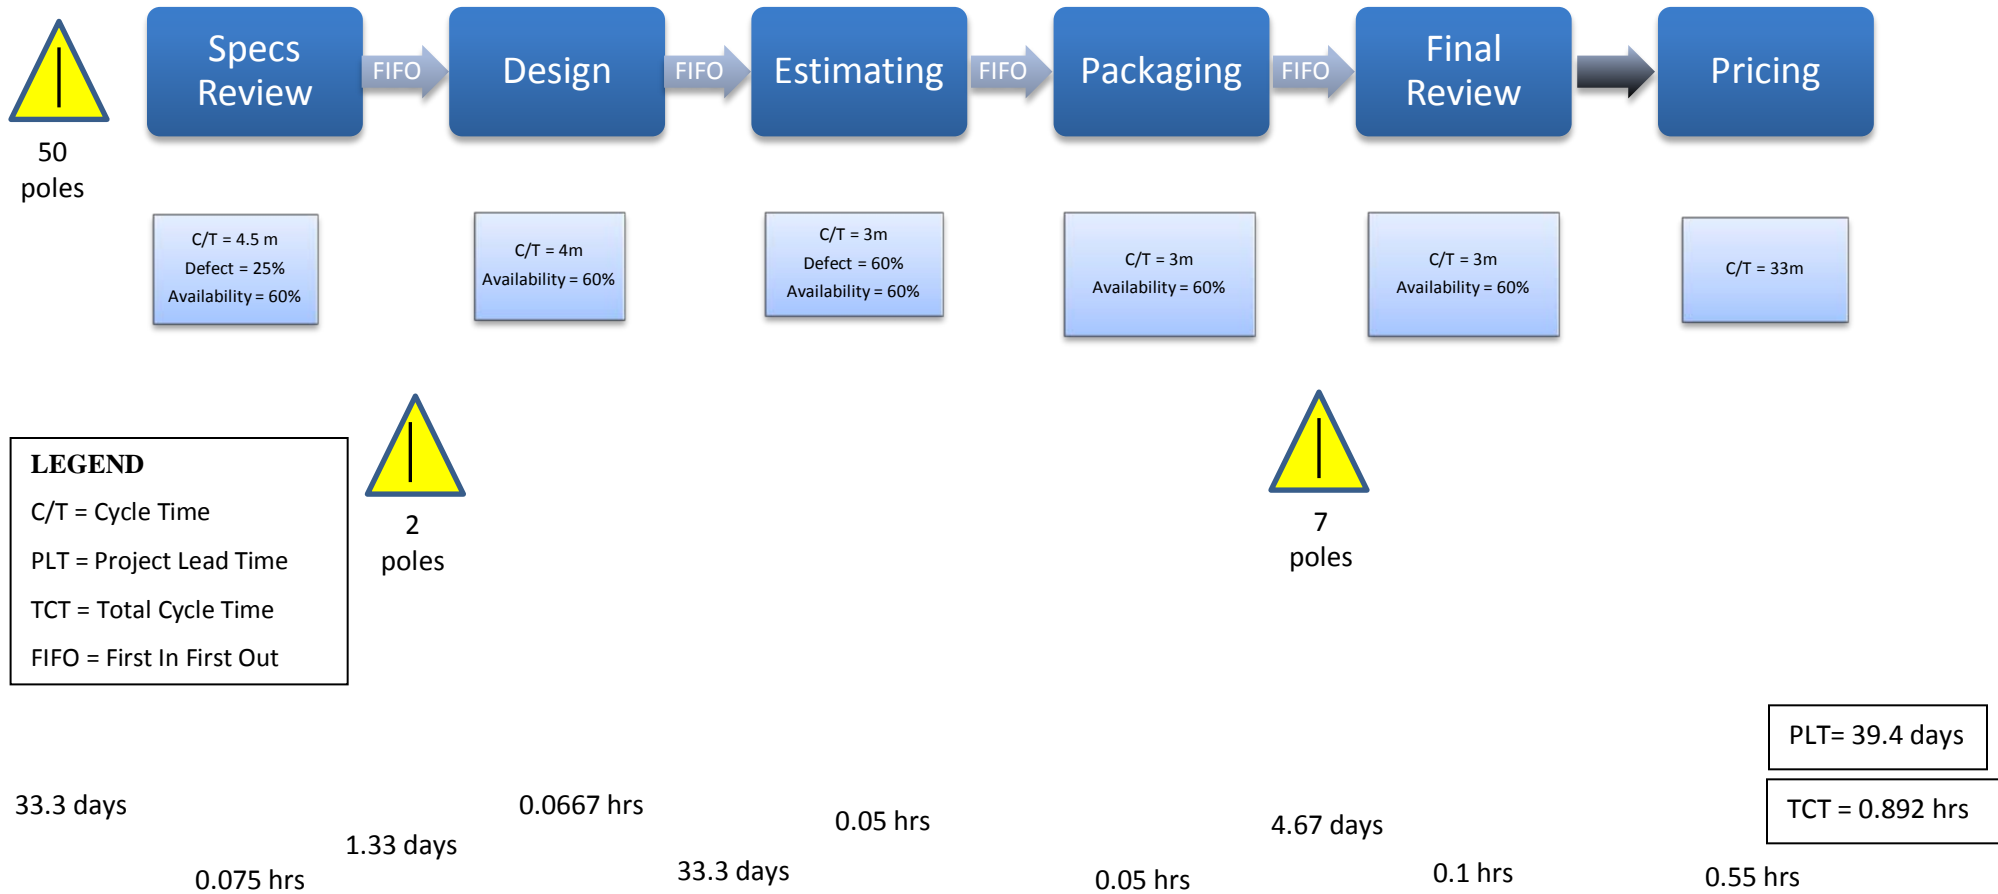 Specs
Review
FIFO
Design
FIFO
Estimating
FIFO
Packaging
FIFO
Final
Review
Pricing
50
poles
C/T = 4.5 m
Defect = 25%
Availability = 60%
C/T = 4m
Availability = 60%
C/T = 3m
Defect = 60%
Availability = 60%
C/T = 3m
Availability = 60%
C/T = 3m
Availability = 60%
C/T = 33m
2
poles
7
poles
LEGEND
C/T = Cycle Time
PLT = Project Lead Time
TCT = Total Cycle Time
FIFO = First In First Out
PLT= 39.4 days
TCT = 0.892 hrs
33.3 days
0.075 hrs
1.33 days
0.0667 hrs
33.3 days
0.05 hrs
0.05 hrs
4.67 days
0.1 hrs
0.55 hrs